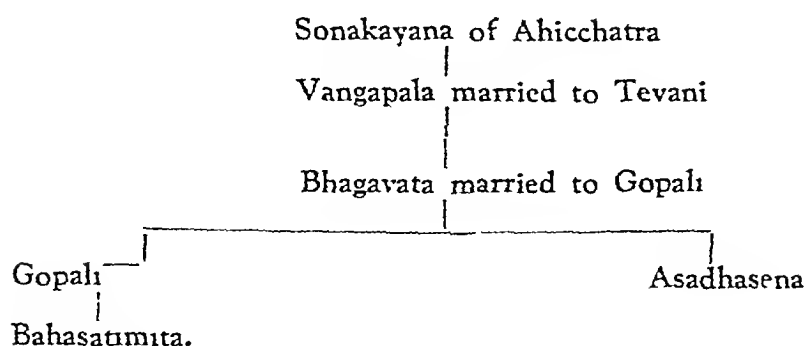 Sonakayana of Ahicchatra
Vangapala married to Tevani
Bhagavata married to Gopali
Gopali
Asadhasena
Bahasatimita.